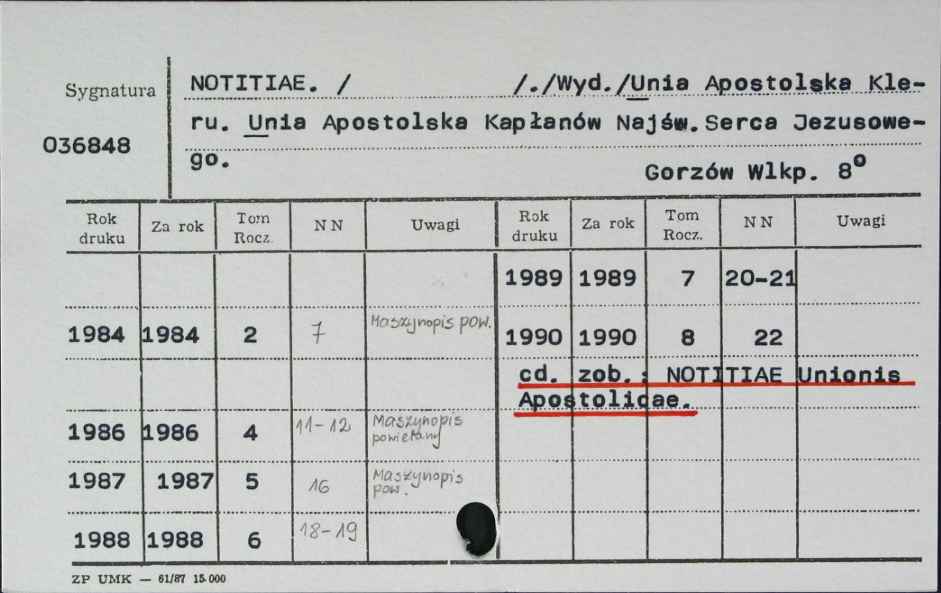 Sygnatura
036848
NOTITIAE. / /./Wyd./Unia Apostolska Kle-
ru. Unia Apostolska Kapłanów Najśw.Serca Jezusowe-
go.
Gorzów Wlkp. 8º
Rok druku Za rok Tom Rocz. NN Uwagi Rok druku Za rok Tom Rocz. NN Uwagi
1989 1989 7 20-21
1984 1984 2 7 Maszynopis pow. 1990 1990 8 22
cd. zob.: NOTITIAE Unionis
Apostolicae.
1986 1986 4 11-12 Maszynopis powielany
1987 1987 5 16 Maszynopis pow.
1988 1988 6 18-19
ZP UMK — 61/87 15.000